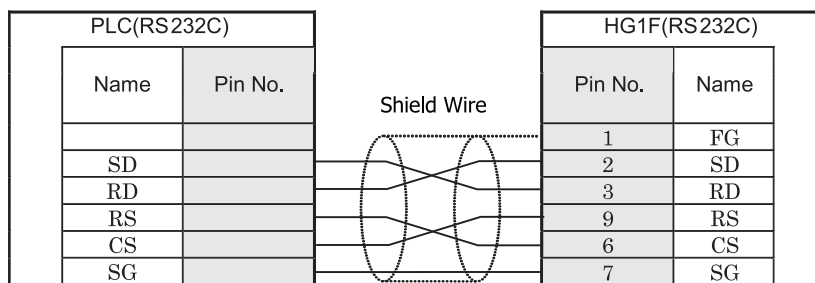 PLC(RS232C) HG1F(RS232C)
Name Pin No. Pin No. Name
Shield Wire
1 FG
SD 2 SD
RD 3 RD
RS 9 RS
CS 6 CS
SG 7 SG